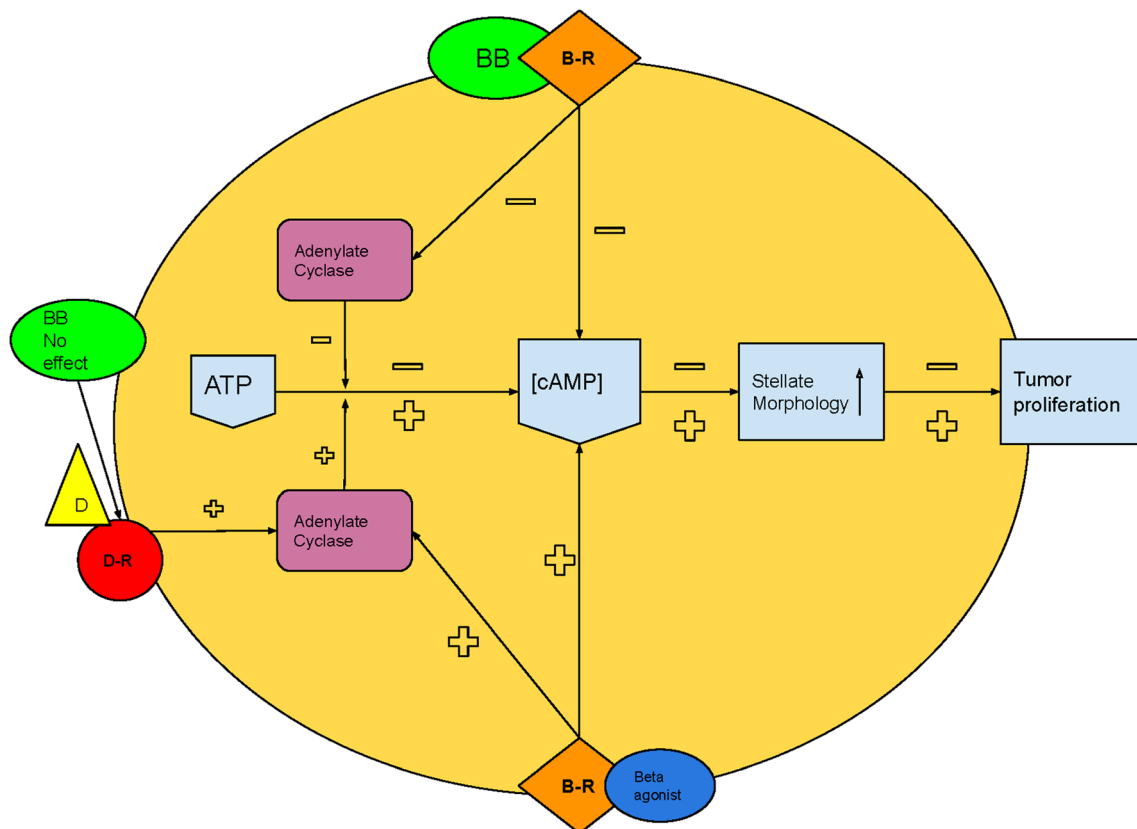 BB
B-R
Adenylate
Cyclase
BB
No
effect
ATP
[cAMP]
Stellate
Morphology
Tumor
proliferation
D
D-R
Adenylate
Cyclase
B-R
Beta
agonist